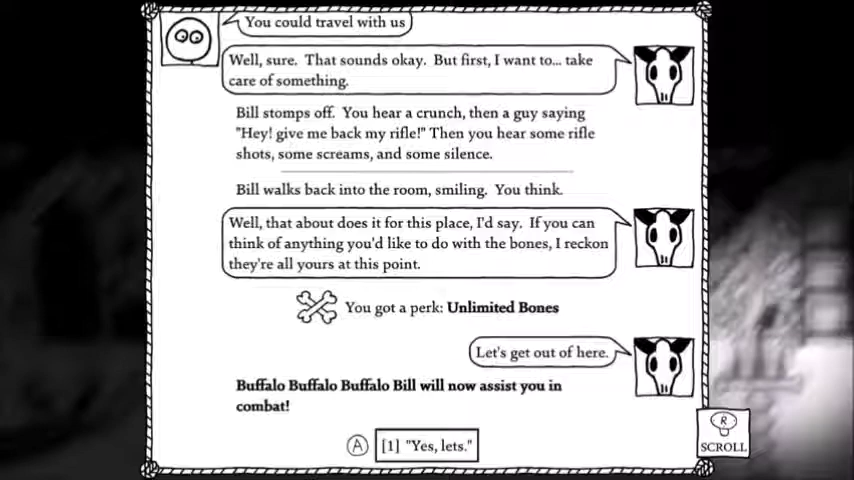 You could travel with us
Well, sure. That sounds okay. But first, I want to... take
care of something.
Bill stomps off. You hear a crunch, then a guy saying
"Hey! give me back my rifle!" Then you hear some rifle
shots, some screams, and some silence.
Bill walks back into the room, smiling. You think.
Well, that about does it for this place, I'd say. If you can
think of anything you'd like to do with the bones, I reckon
they're all yours at this point.
You got a perk: Unlimited Bones
Let's get out of here.
Buffalo Buffalo Buffalo Bill will now assist you in
combat!
A [1] "Yes, lets."
R
SCROLL